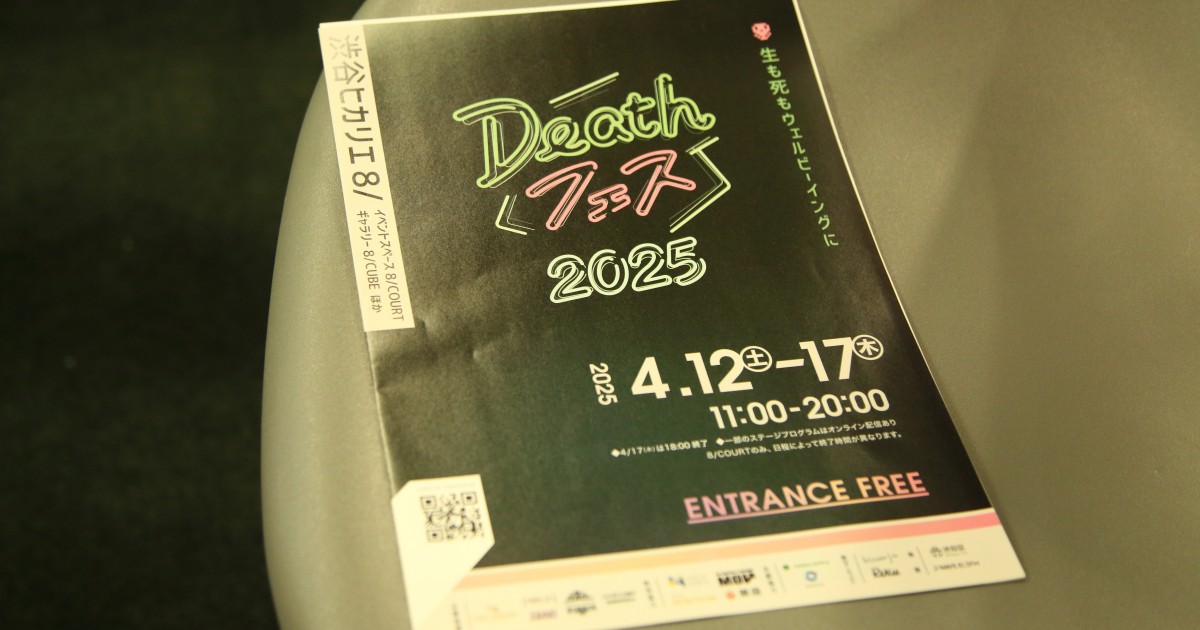 渋谷ヒカリエ 8/
イベントスペース 8/COURT
ギャラリー 8/CUBE ほか
生も死もウェルビーイングに
Death
フェス
2025
2025
4.12土-17木
11:00-20:00
◆4/17(木)は18:00終了 ◆一部のステージプログラムはオンライン配信あり
8/COURTのみ、日程によって終了時間が異なります。
ENTRANCE FREE